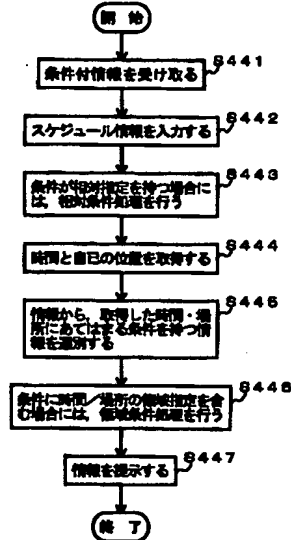 開 始
条件付情報を受け取る
S441
スケジュール情報を入力する
S442
条件が相対指定を持つ場合に
は，相対条件処理を行う
S443
時間と自己の位置を取得する
S444
情報から，取得した時間・場
所にあてはまる条件を持つ情
報を選別する
S445
条件に時間／場所の領域指定を含
む場合には，領域条件処理を行う
S446
情報を提示する
S447
終 了